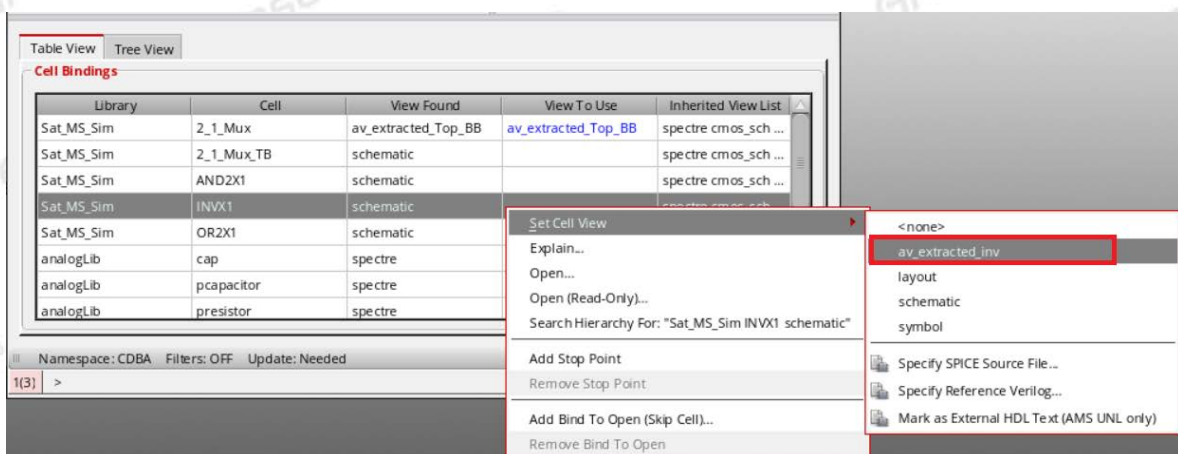 Table View Tree View
Cell Bindings
Library Cell View Found View To Use Inherited View List
Sat_MS_Sim 2_1_Mux av_extracted_Top_BB av_extracted_Top_BB spectre cmos_sch ...
Sat_MS_Sim 2_1_Mux_TB schematic spectre cmos_sch ...
Sat_MS_Sim AND2X1 schematic spectre cmos_sch ...
Sat_MS_Sim INVX1 schematic spectre cmos_sch
Sat_MS_Sim OR2X1 schematic
analogLib cap spectre
analogLib pcapacitor spectre
analogLib presistor spectre
Namespace: CDBA Filters: OFF Update: Needed
1(3) >
Set Cell View
Explain...
Open...
Open (Read-Only)...
Search Hierarchy For: "Sat_MS_Sim INVX1 schematic"
Add Stop Point
Remove Stop Point
Add Bind To Open (Skip Cell)...
Remove Bind To Open
<none>
av_extracted_inv
layout
schematic
symbol
Specify SPICE Source File...
Specify Reference Verilog...
Mark as External HDL Text (AMS UNL only)